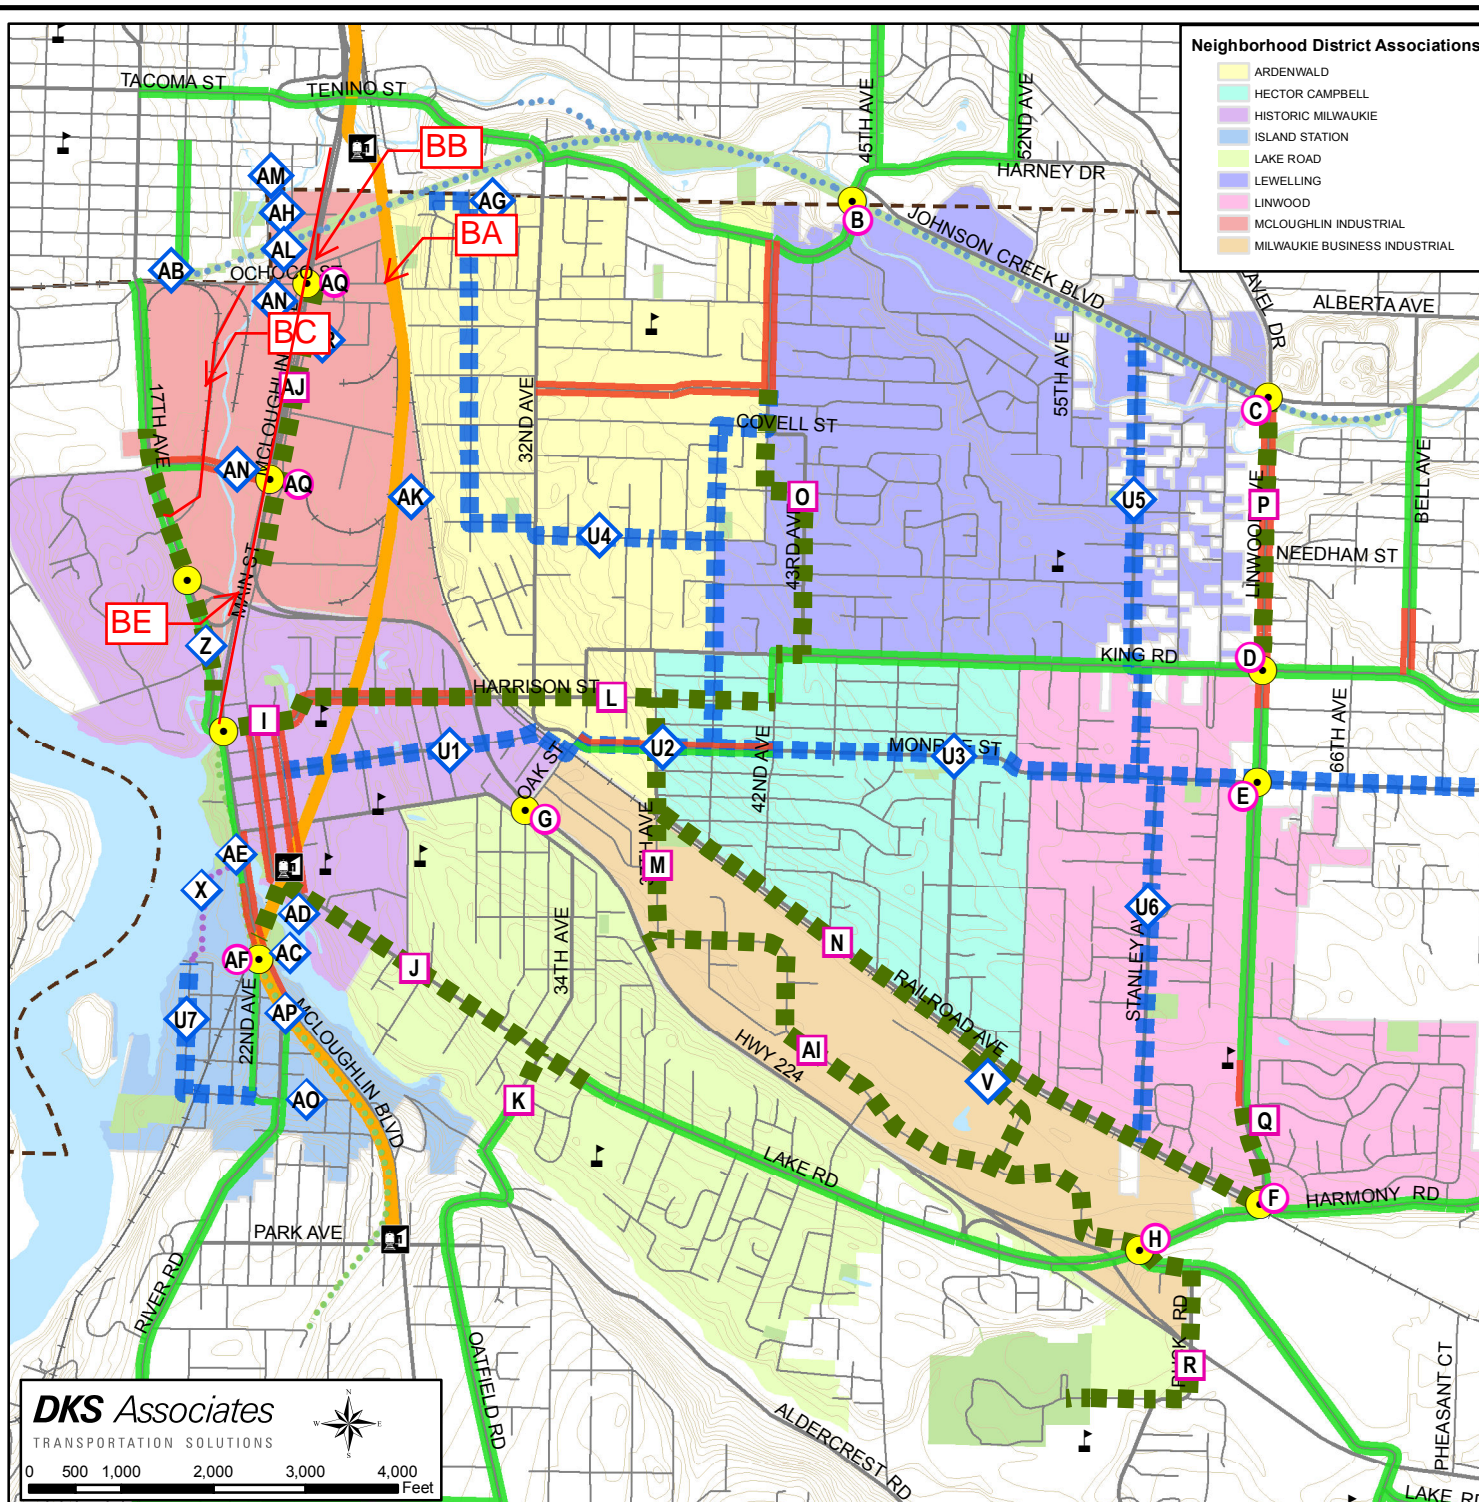 Neighborhood District Associations
ARDENWALD
HECTOR CAMPBELL
HISTORIC MILWAUKIE
ISLAND STATION
LAKE ROAD
LEWELLING
LINWOOD
MCLOUGHLIN INDUSTRIAL
MILWAUKIE BUSINESS INDUSTRIAL
TACOMA ST
TENINO ST
45TH AVE
52ND AVE
HARNEY DR
BB
AM
AH
AG
BA
B
AL
AB
OCHOCO ST
AQ
AN
BC
JOHNSON CREEK BLVD
ALBERTA AVE
AJ
17TH AVE
MCLOUGHLIN
32ND AVE
COVELL ST
55TH AVE
C
BELL AVE
AN
AQ
AK
O
U5
P
U4
43RD AVE
LINWOOD AVE
NEEDHAM ST
MAIN ST
BE
Z
KING RD
D
HARRISON ST
L
I
U1
OAK ST
U2
42ND AVE
MONROE ST
U3
66TH AVE
E
G
M
AE
X
AD
AC
AF
J
34TH AVE
N
U6
STANLEY AVE
RAILROAD AVE
22ND AVE
AP
U7
MCLOUGHLIN BLVD
HWY 224
AI
V
AO
K
Q
LAKE RD
F
HARMONY RD
PARK AVE
H
RIVER RD
OATFIELD RD
RD
R
PHEASANT CT
ALDERCREST RD
DKS Associates
TRANSPORTATION SOLUTIONS
N
W E
S
0 500 1,000 2,000 3,000 4,000
Feet